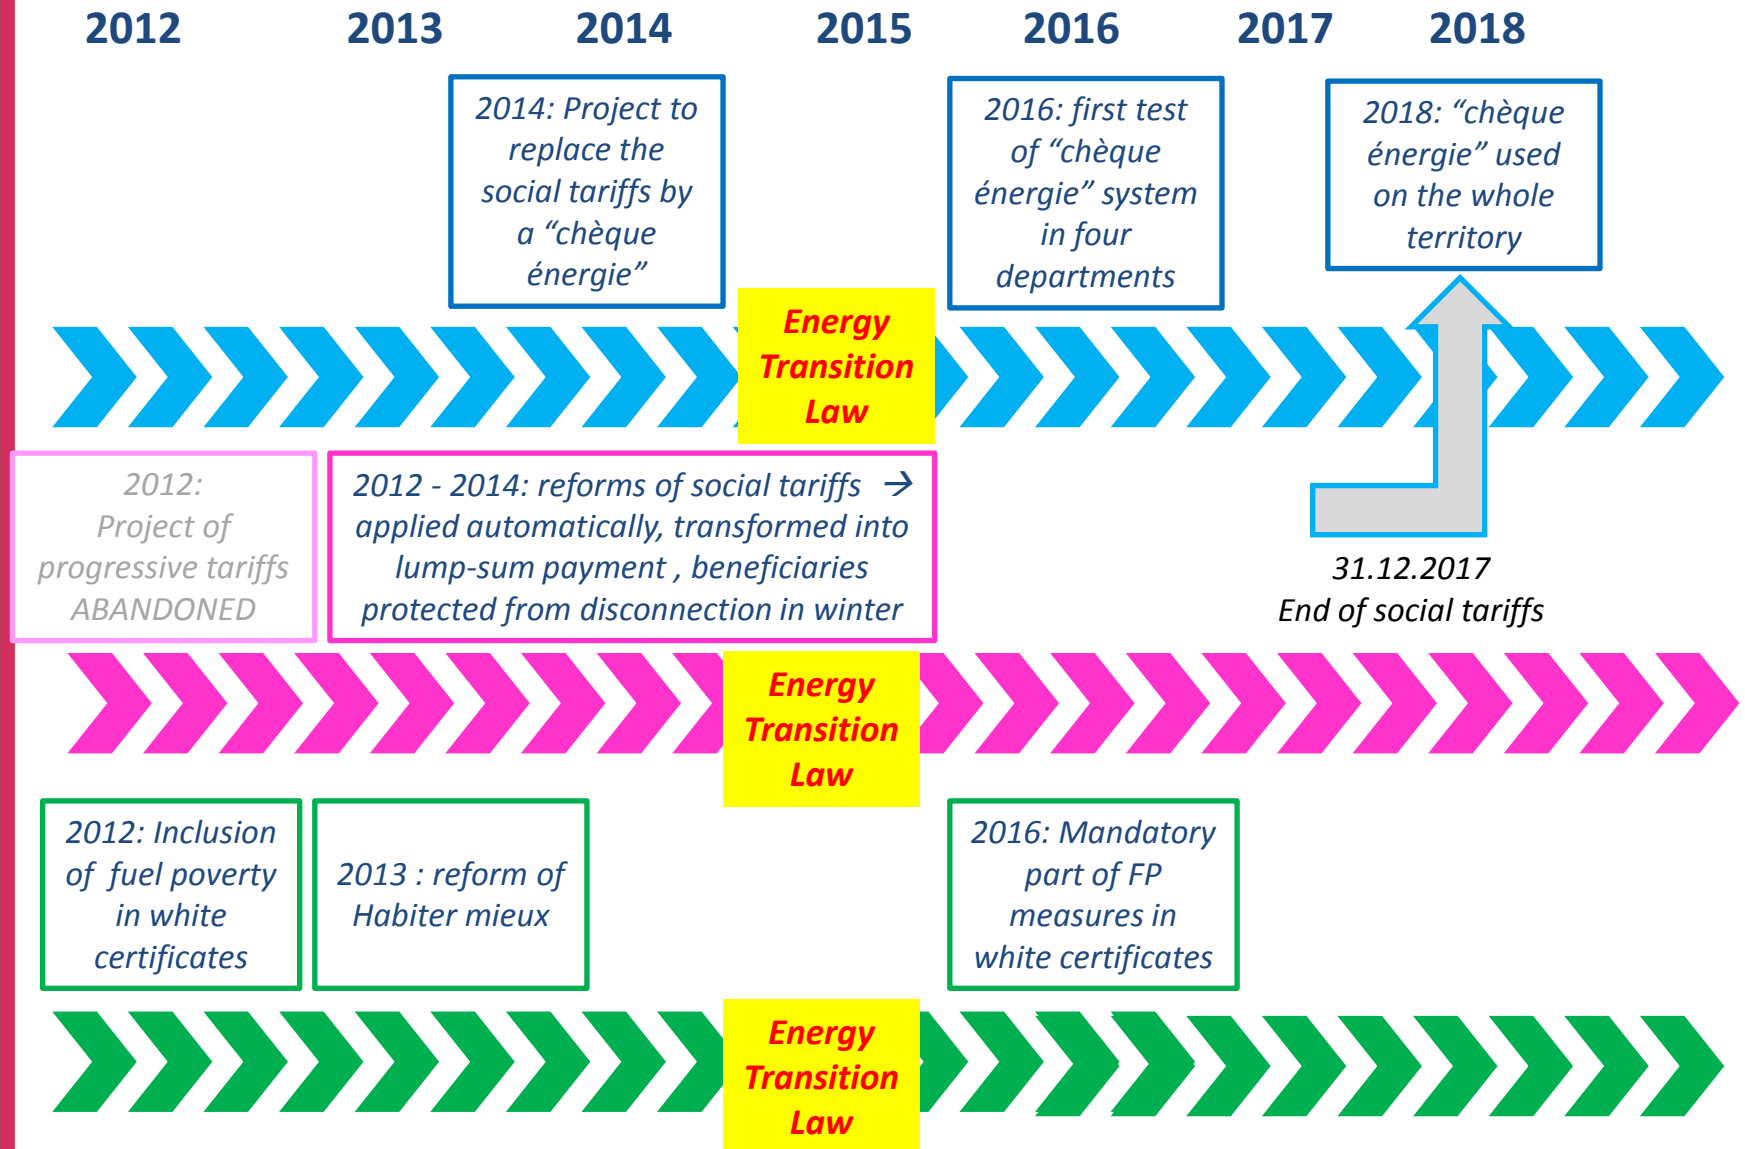 2012 2013 2014 2015 2016 2017 2018
2014: Project to
replace the
social tariffs by
a “chèque
énergie”
2016: first test
of “chèque
énergie” system
in four
departments
2018: “chèque
énergie” used
on the whole
territory
Energy
Transition
Law
2012:
Project of
progressive tariffs
ABANDONED
2012 - 2014: reforms of social tariffs →
applied automatically, transformed into
lump-sum payment , beneficiaries
protected from disconnection in winter
31.12.2017
End of social tariffs
Energy
Transition
Law
2012: Inclusion
of fuel poverty
in white
certificates
2013 : reform of
Habiter mieux
2016: Mandatory
part of FP
measures in
white certificates
Energy
Transition
Law